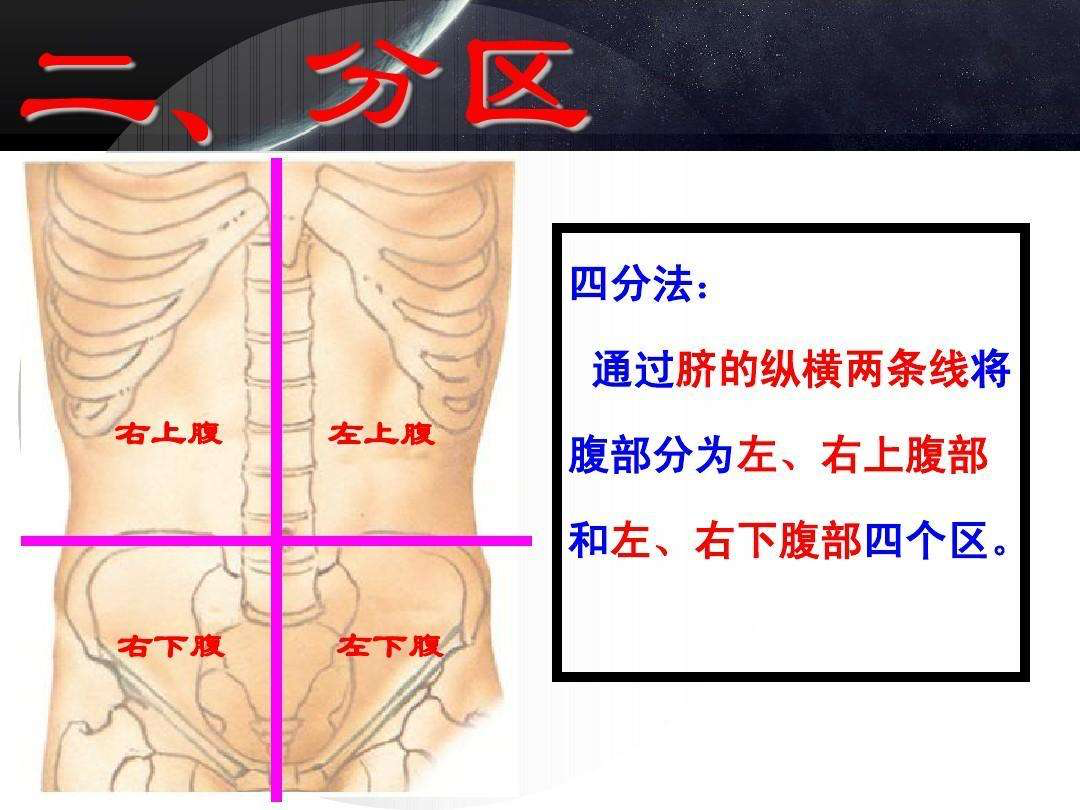 二、分区
右上腹
左上腹
右下腹
左下腹
四分法：
通过脐的纵横两条线将
腹部分为左、右上腹部
和左、右下腹部四个区。